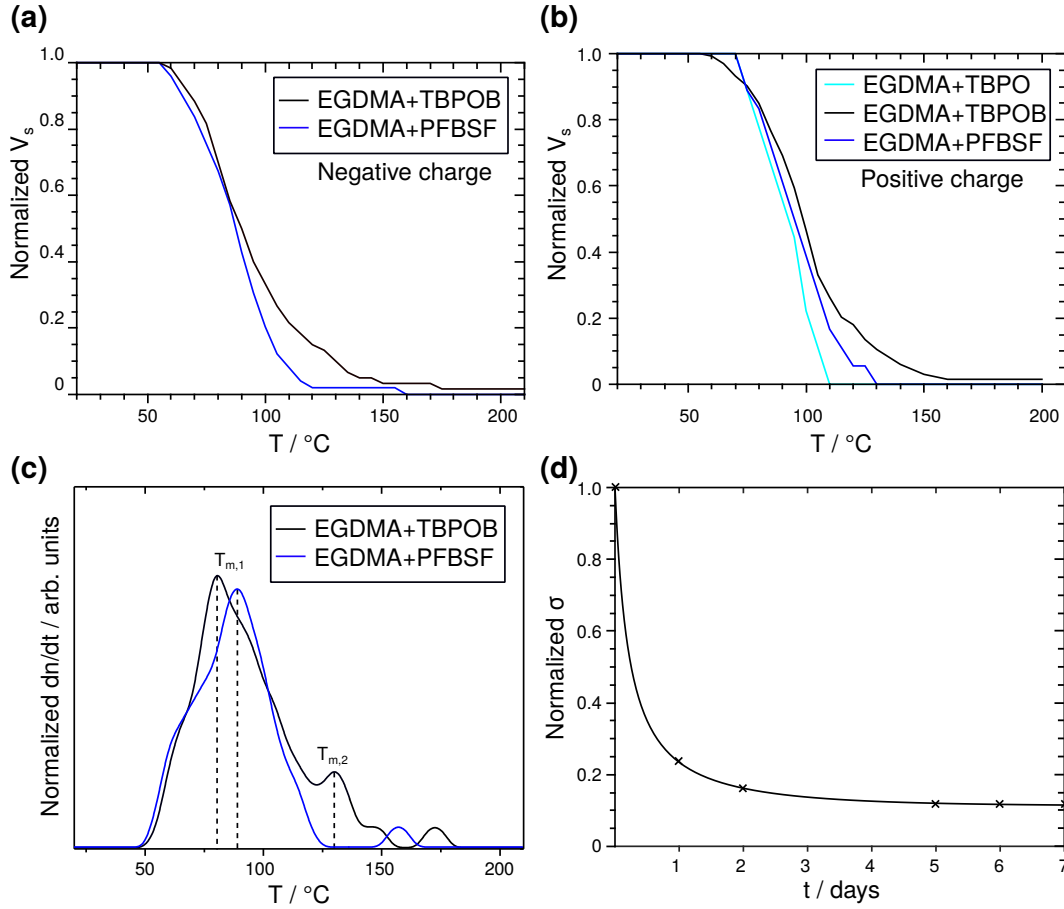 (a)
Normalized Vs
1.0
0.8
0.6
0.4
0.2
0
EGDMA+TBPOB
EGDMA+PFBSF
Negative charge
50 100 150 200
T / °C
(b)
Normalized Vs
1.0
0.8
0.6
0.4
0.2
0
EGDMA+TBPO
EGDMA+TBPOB
EGDMA+PFBSF
Positive charge
50 100 150 200
T / °C
(c)
Normalized dn/dt / arb. units
EGDMA+TBPOB
EGDMA+PFBSF
Tm,1
Tm,2
50 100 150 200
T / °C
(d)
Normalized σ
1.0
0.8
0.6
0.4
0.2
0
1 2 3 4 5 6 7
t / days